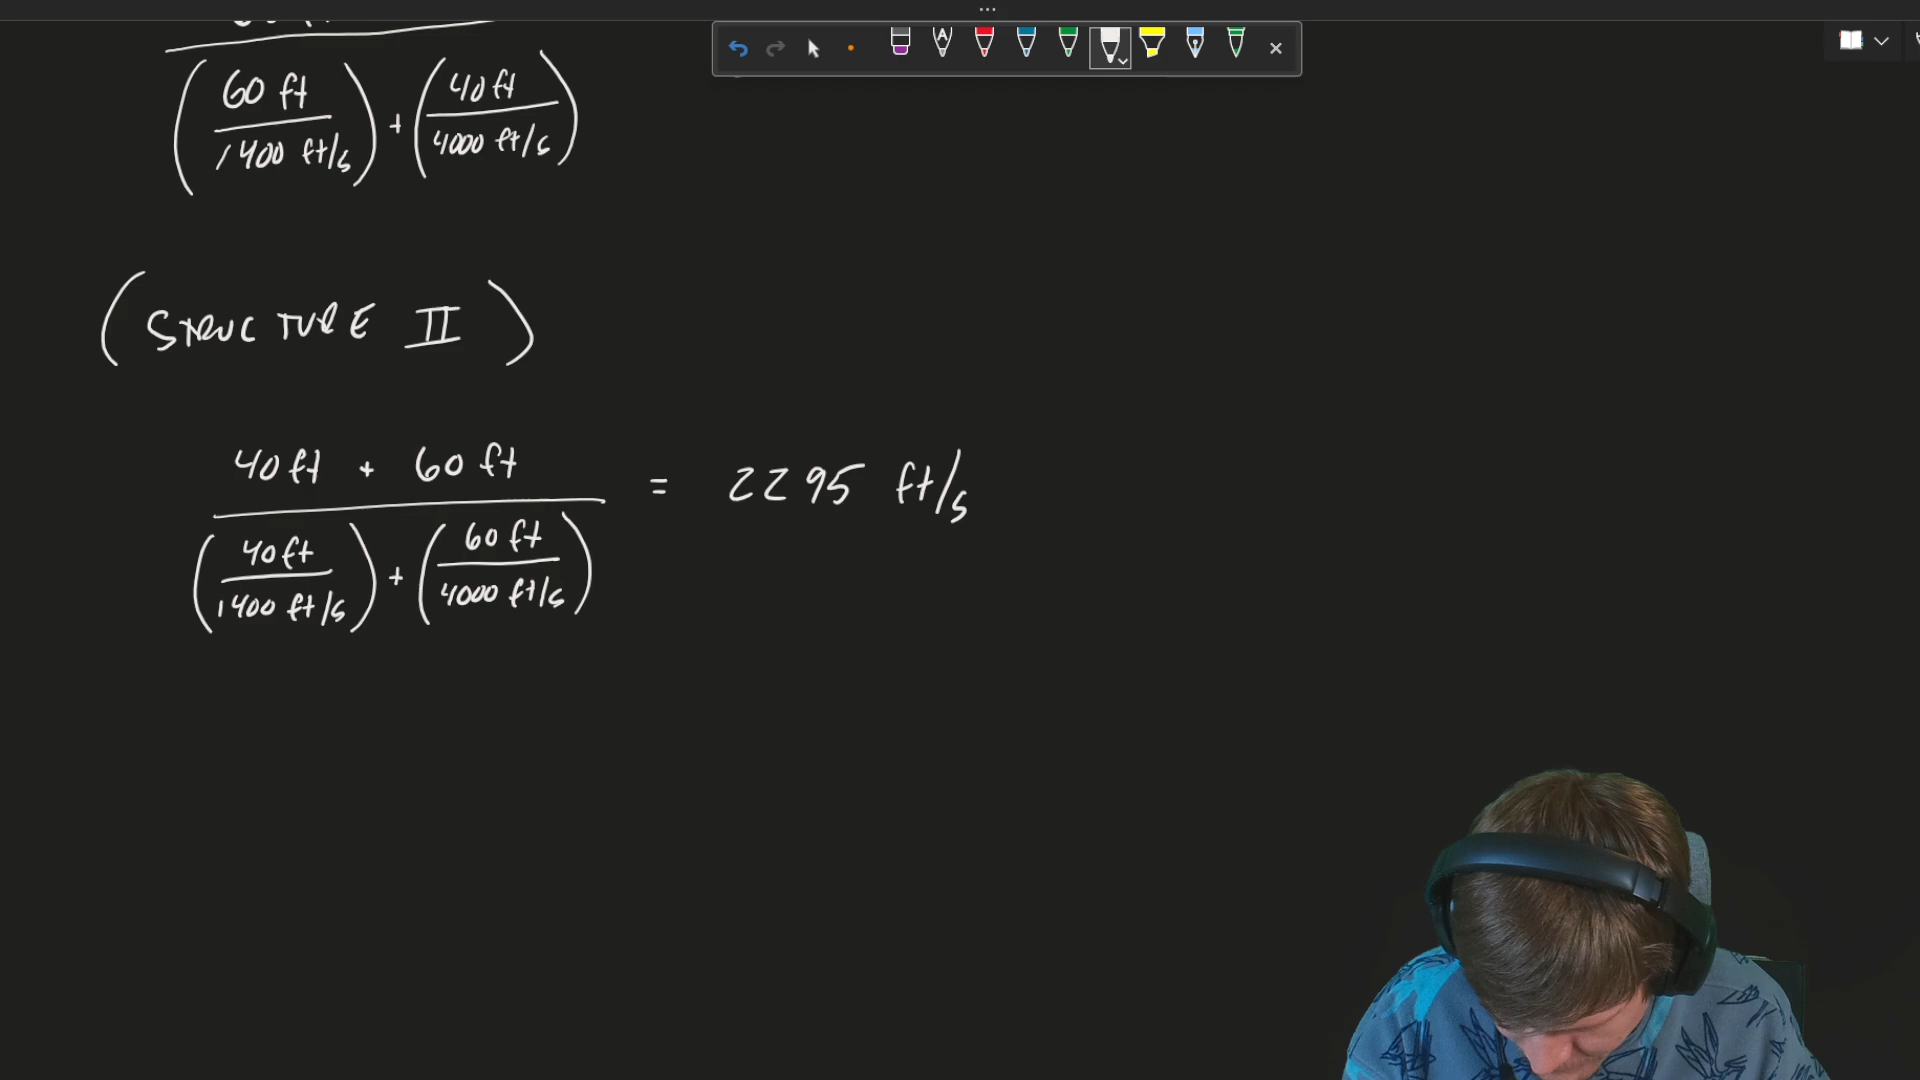 60 ft
1400 ft/s
+
40 ft
4000 ft/s
(STRUCTURE II)
40 ft + 60 ft
= 2295 ft/s
40 ft
1400 ft/s
+
60 ft
4000 ft/s